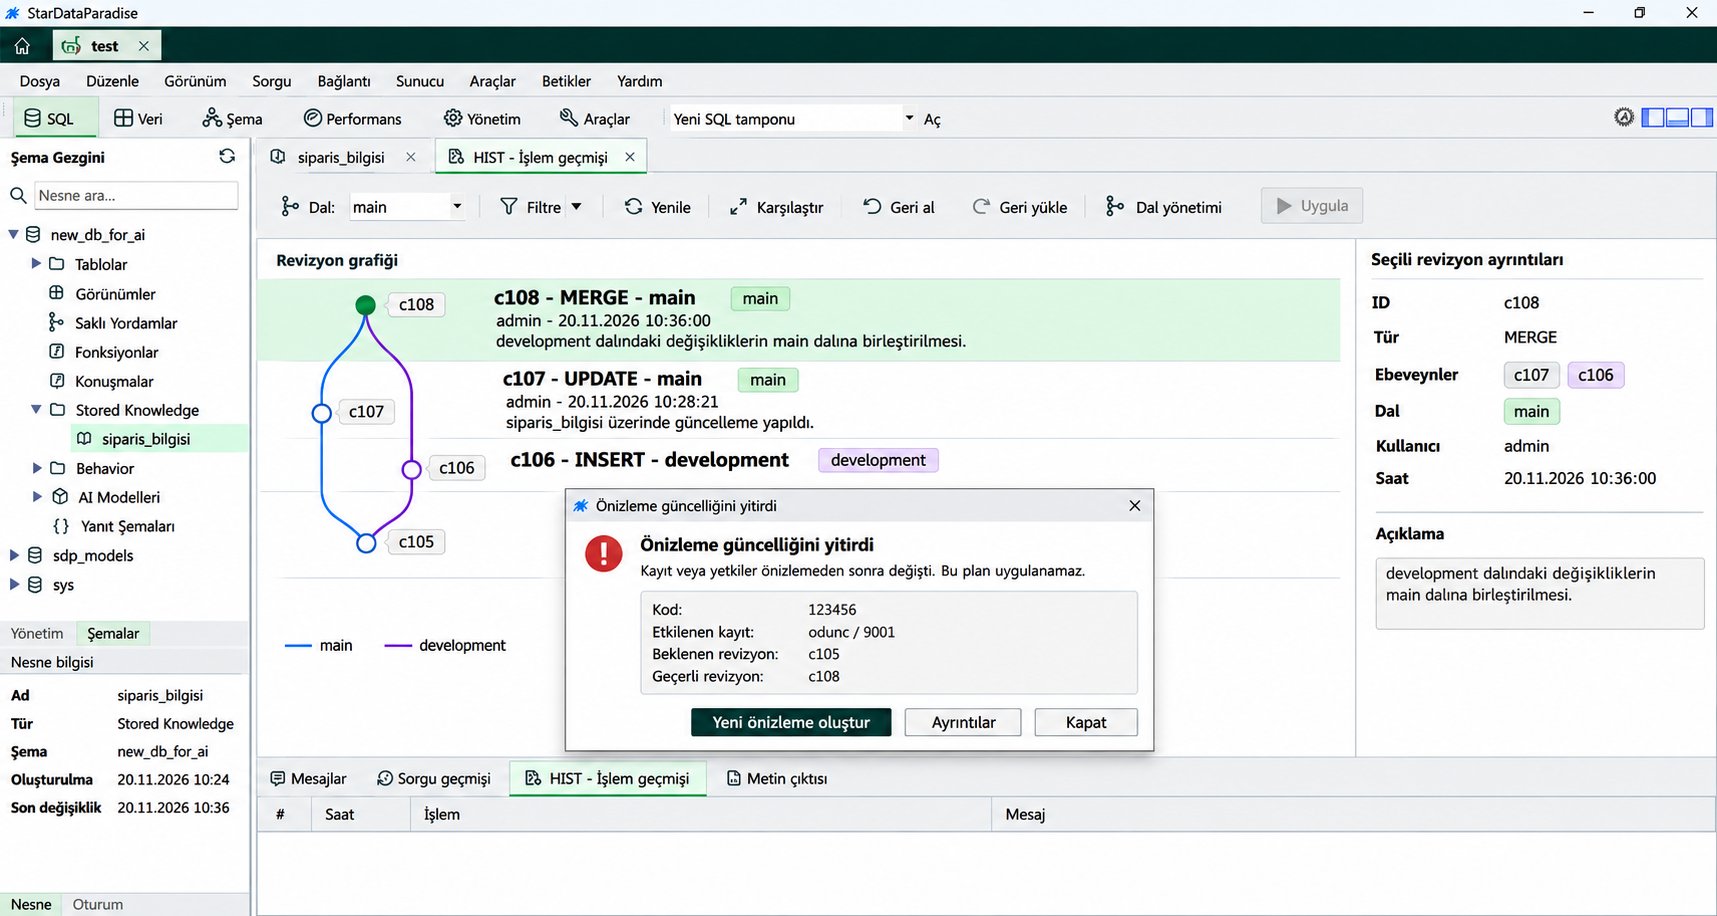 StarDataParadise
test
Dosya Düzenle Görünüm Sorgu Bağlantı Sunucu Araçlar Betikler Yardım
SQL Veri Şema Performans Yönetim Araçlar Yeni SQL tamponu Aç
Şema Gezgini
Nesne ara...
new_db_for_ai
Tablolar
Görünümler
Saklı Yordamlar
Fonksiyonlar
Konuşmalar
Stored Knowledge
siparis_bilgisi
Behavior
AI Modelleri
{} Yanıt Şemaları
sdp_models
sys
Yönetim Şemalar
Nesne bilgisi
Ad siparis_bilgisi
Tür Stored Knowledge
Şema new_db_for_ai
Oluşturulma 20.11.2026 10:24
Son değişiklik 20.11.2026 10:36
Nesne Oturum
siparis_bilgisi HIST - İşlem geçmişi
Dal: main Filtre Yenile Karşılaştır Geri al Geri yükle Dal yönetimi Uygula
Revizyon grafiği
c108 c108 - MERGE - main main
admin - 20.11.2026 10:36:00
development dalındaki değişikliklerin main dalına birleştirilmesi.
c107 c107 - UPDATE - main main
admin - 20.11.2026 10:28:21
siparis_bilgisi üzerinde güncelleme yapıldı.
c106 c106 - INSERT - development development
c105
main development
Önizleme güncelliğini yitirdi
Önizleme güncelliğini yitirdi
Kayıt veya yetkiler önizlemeden sonra değişti. Bu plan uygulanamaz.
Kod: 123456
Etkilenen kayıt: odunc / 9001
Beklenen revizyon: c105
Geçerli revizyon: c108
Yeni önizleme oluştur Ayrıntılar Kapat
Seçili revizyon ayrıntıları
ID c108
Tür MERGE
Ebeveynler c107 c106
Dal main
Kullanıcı admin
Saat 20.11.2026 10:36:00
Açıklama
development dalındaki değişikliklerin
main dalına birleştirilmesi.
Mesajlar Sorgu geçmişi HIST - İşlem geçmişi Metin çıktısı
# Saat İşlem Mesaj